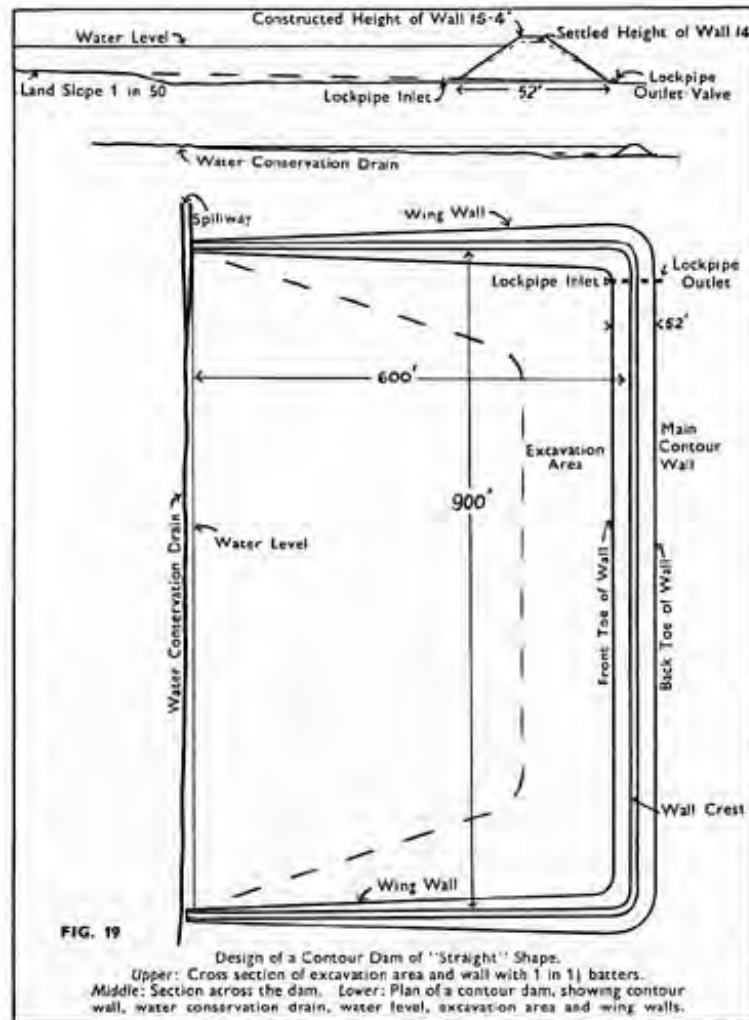 Constructed Height of Wall 15-4'
Water Level
Settled Height of Wall 14
Land Slope 1 in 50
Lockpipe Inlet
52'
Lockpipe
Outlet Valve
Water Conservation Drain
Spillway
Wing Wall
Lockpipe Inlet
Lockpipe
Outlet
52'
600'
Excavation
Area
Main
Contour
Wall
900'
Water Level
Water Conservation Drain
Front Toe of Wall
Back Toe of Wall
Wall Crest
Wing Wall
FIG. 19
Design of a Contour Dam of "Straight" Shape.
Upper: Cross section of excavation area and wall with 1 in 1½ batters.
Middle: Section across the dam. Lower: Plan of a contour dam, showing contour
wall, water conservation drain, water level, excavation area and wing walls.